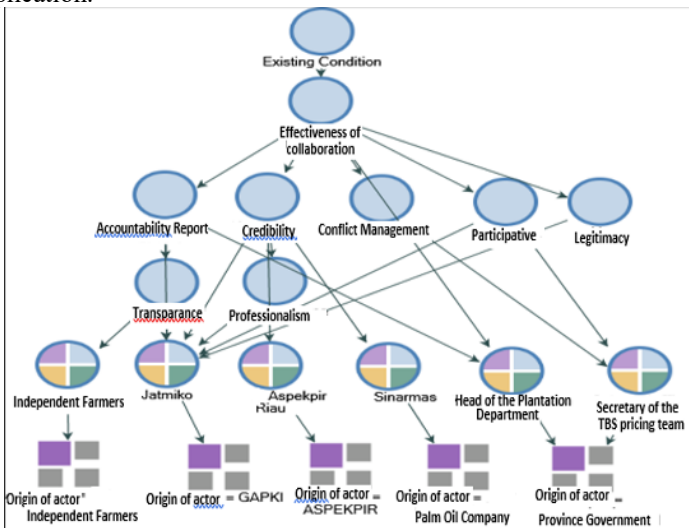 Existing Condition
Effectiveness of
collaboration
Accountability Report
Credibility
Conflict Management
Participative
Legitimacy
Transparance
Professionalism
Independent Farmers
Jatmiko
Aspekpir
Riau
Sinarmas
Head of the Plantation
Department
Secretary of the
TBS pricing team
Origin of actor"
Independent Farmers
Origin of actor = GAPKI
Origin of actor =
ASPEKPIR
Origin of actor =
Palm Oil Company
Origin of actor =
Province Government